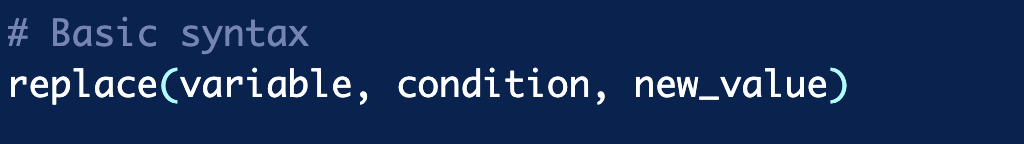 # Basic syntax
replace(variable, condition, new_value)